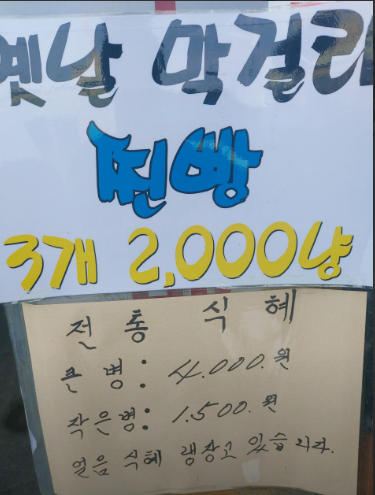 옛날 막걸리
찐빵
3개 2,000냥
전통 식혜
큰병: 4.000.원
작은병: 1.500.원
얼음 식혜 냉장고 있습니다.